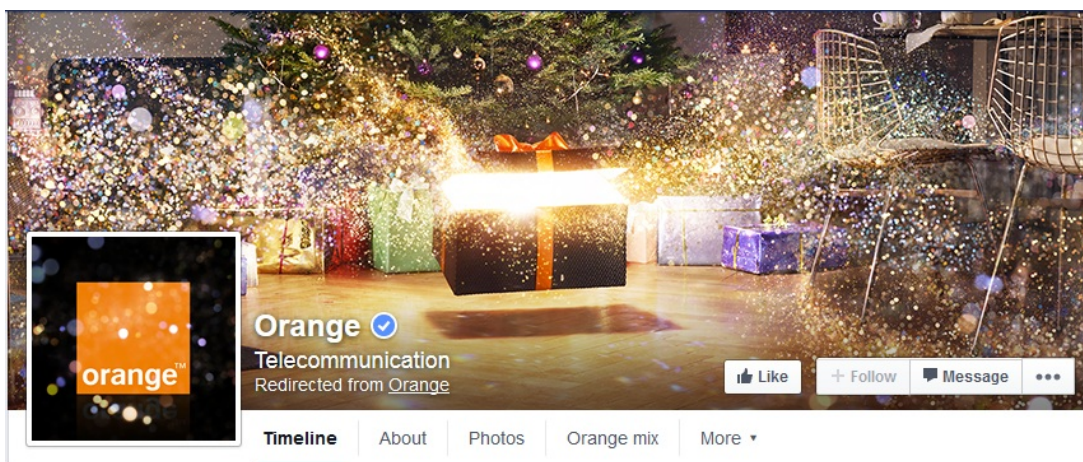 orange™
Orange
Telecommunication
Redirected from Orange
Like
+ Follow
Message
Timeline
About
Photos
Orange mix
More